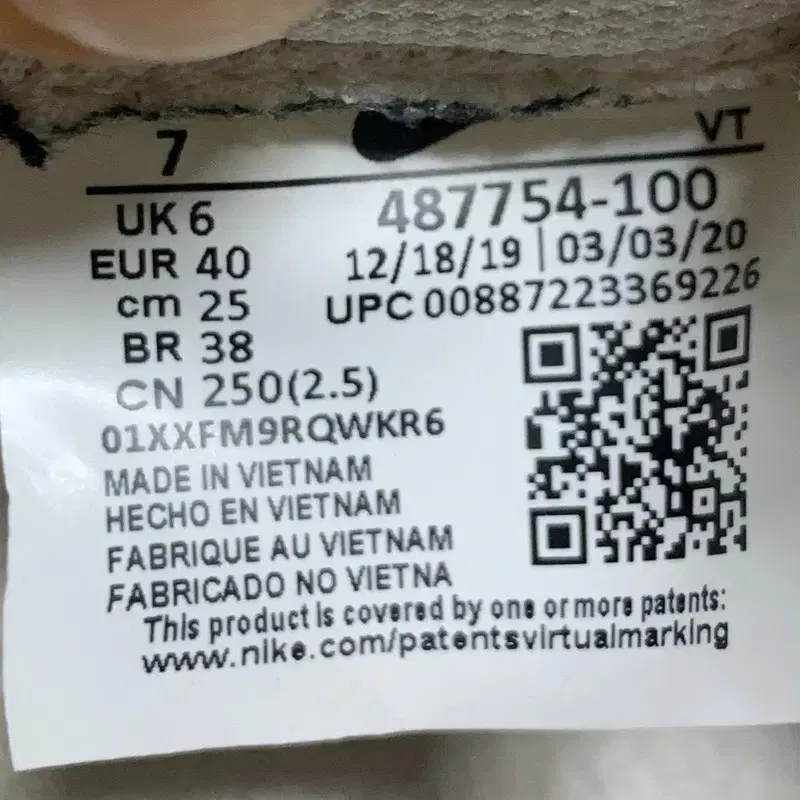 7
VT
UK 6
487754-100
EUR 40
12/18/19 | 03/03/20
cm 25
UPC 00887223369226
BR 38
CN 250(2.5)
01XXFM9RQWKR6
MADE IN VIETNAM
HECHO EN VIETNAM
FABRIQUE AU VIETNAM
FABRICADO NO VIETNA
This product is covered by one or more patents:
www.nike.com/patentsvirtualmarking